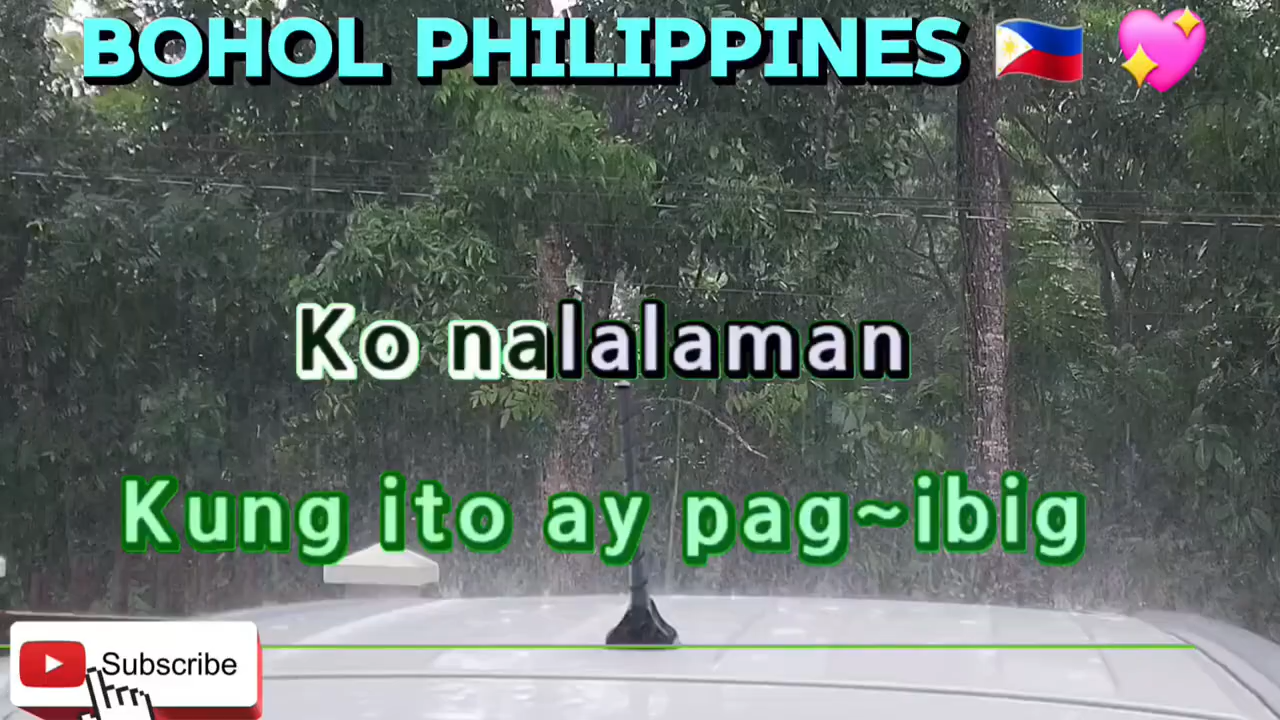 BOHOL PHILIPPINES 🇵🇭 💖
Ko nalalaman
Kung ito ay pag~ibig
Subscribe